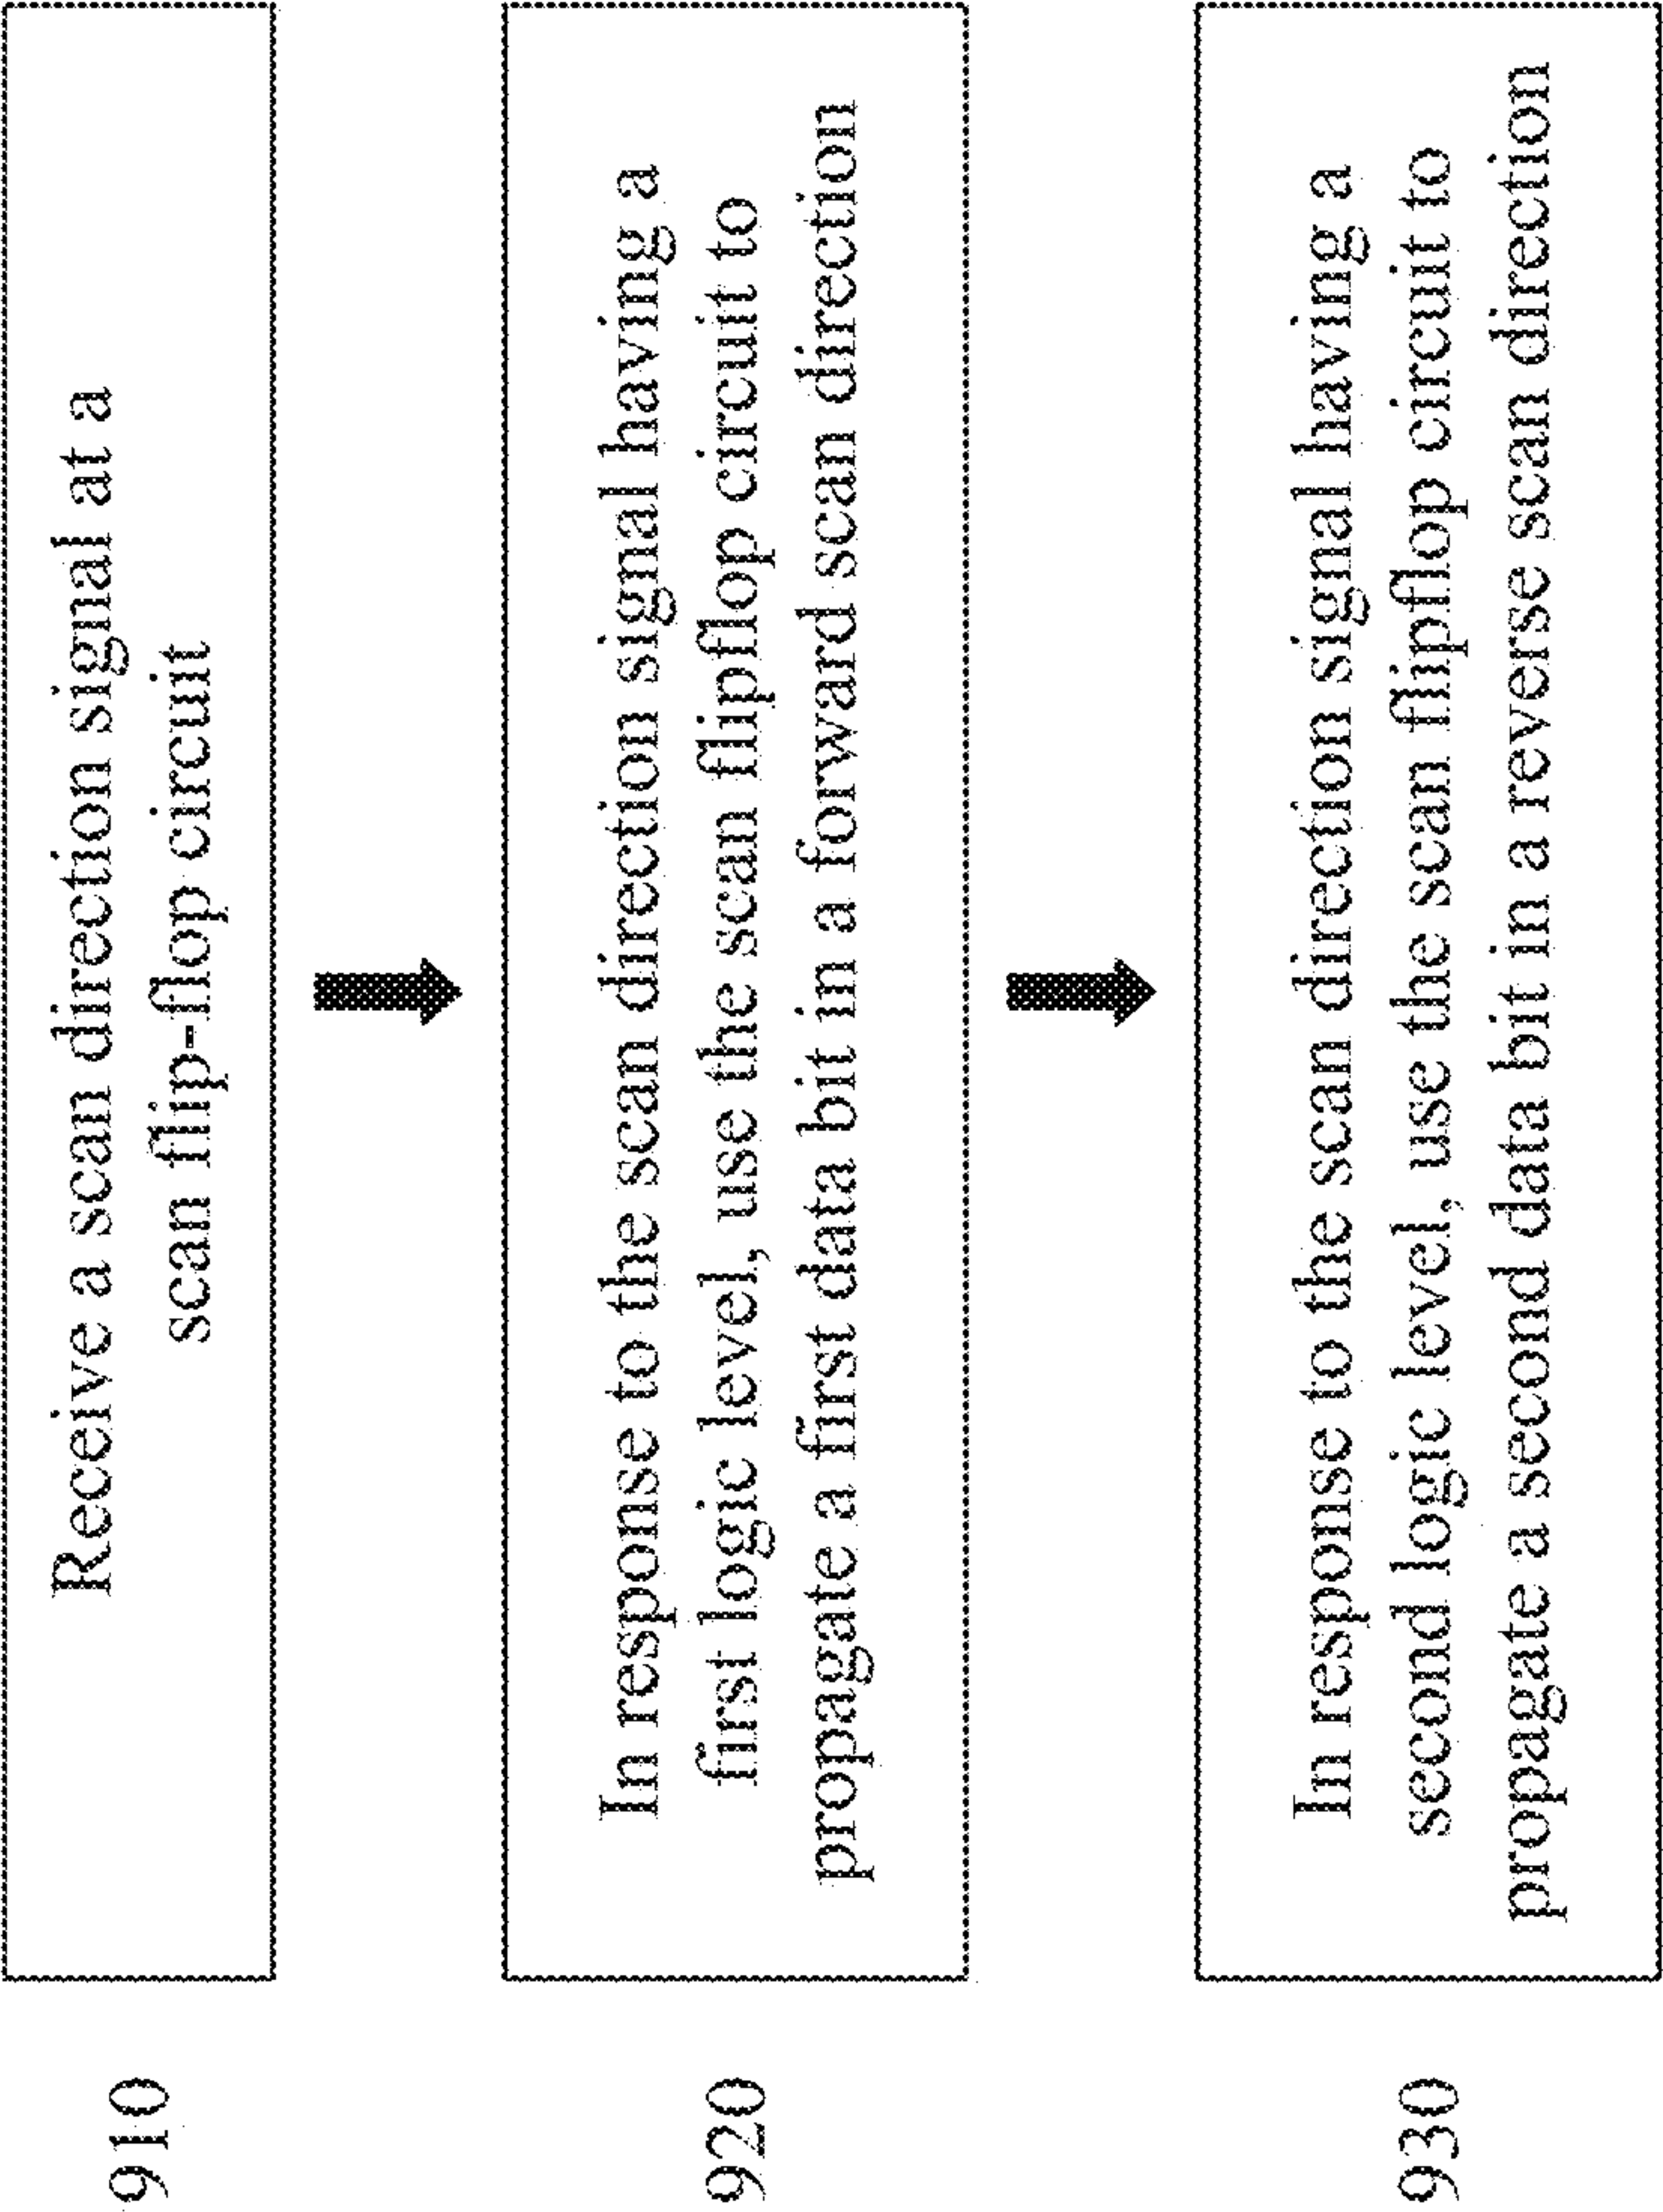 910
Receive a scan direction signal at a
scan flip-flop circuit
920
In response to the scan direction signal having a
first logic level, use the scan flipflop circuit to
propagate a first data bit in a forward scan direction
930
In response to the scan direction signal having a
second logic level, use the scan flipflop circuit to
propagate a second data bit in a reverse scan direction